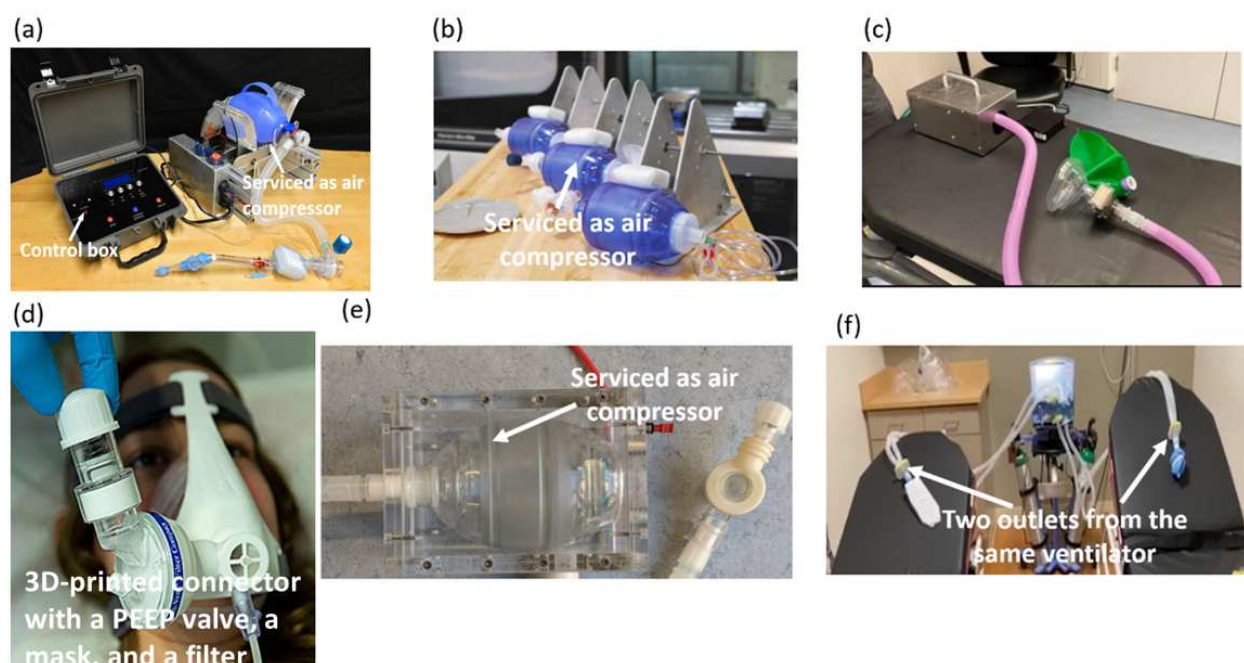 (a)
Serviced as air
compressor
Control box
(b)
Serviced as air
compressor
(c)
(d)
3D-printed connector
with a PEEP valve, a
mask, and a filter
(e)
Serviced as air
compressor
(f)
Two outlets from the
same ventilator